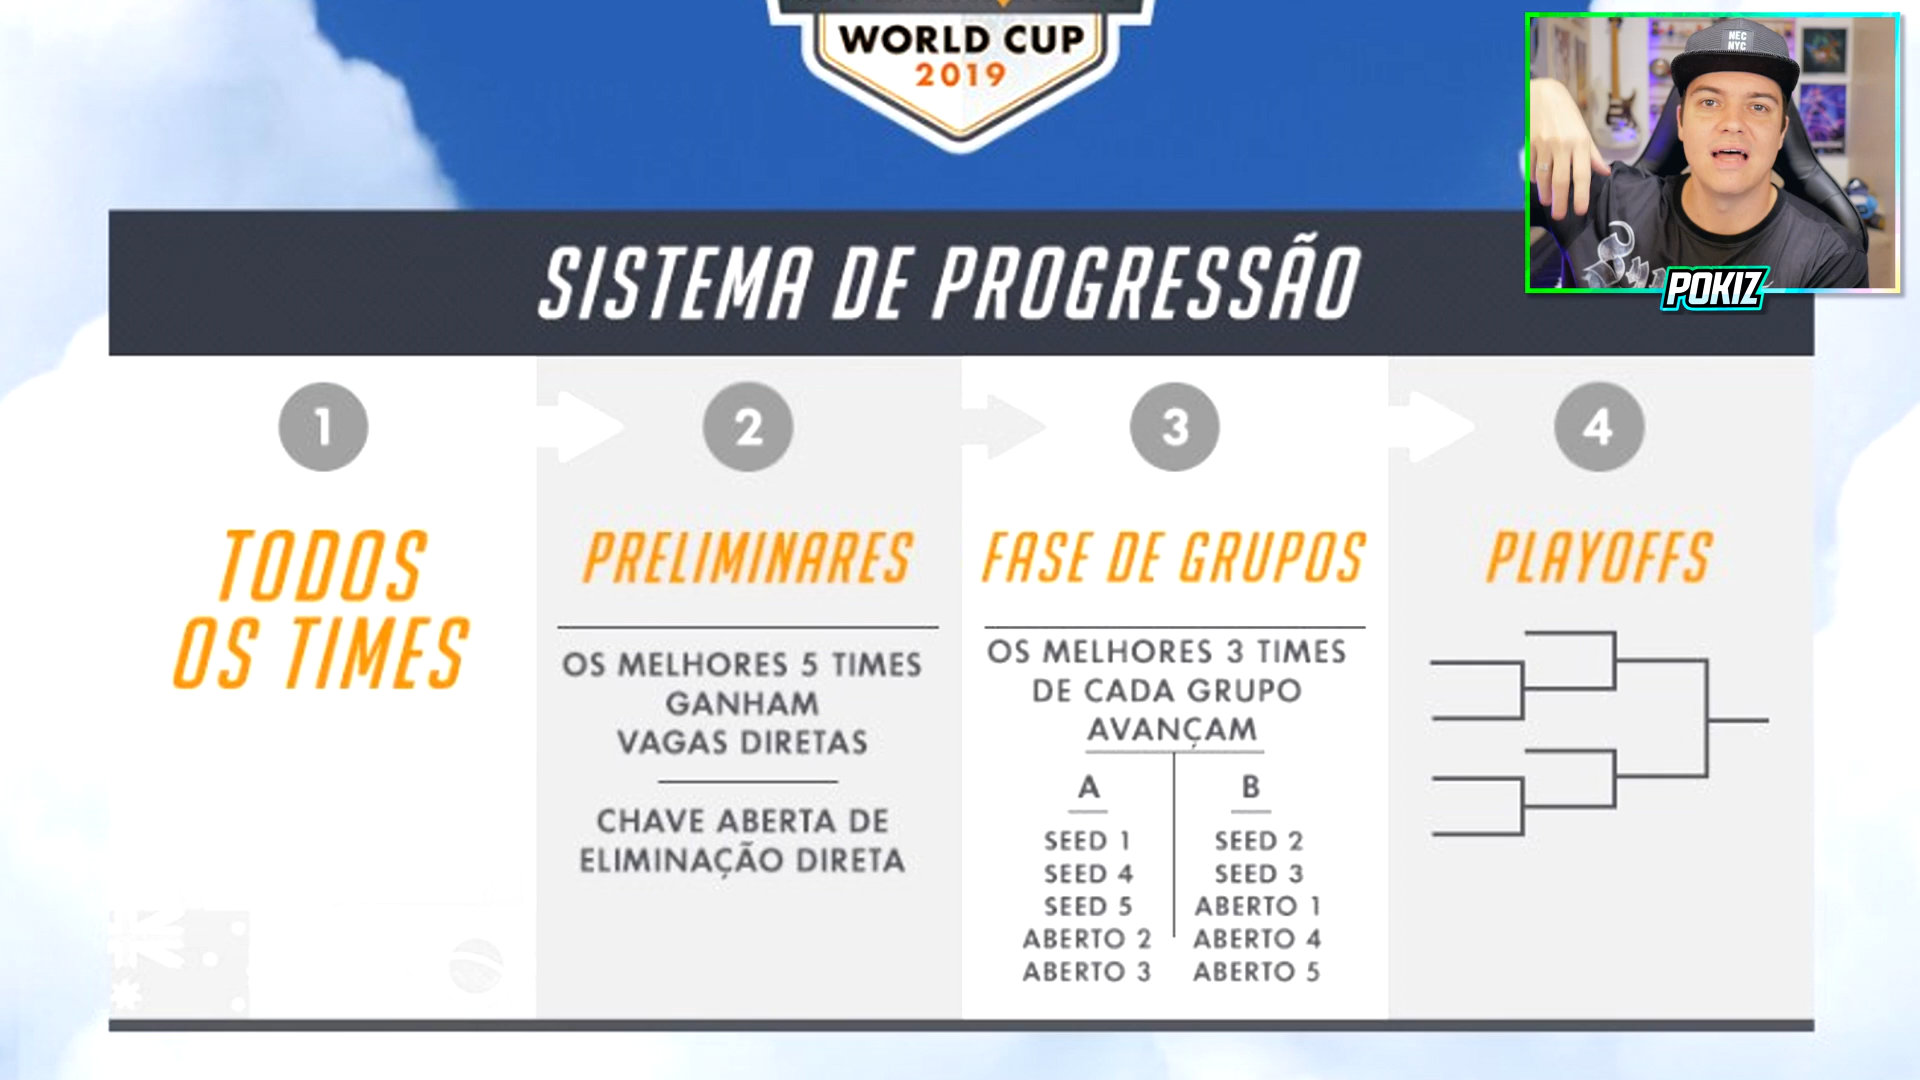 WORLD CUP
2019
NEC
NYC
POKIZ
SISTEMA DE PROGRESSÃO
1
TODOS
OS TIMES
2
PRELIMINARES
OS MELHORES 5 TIMES
GANHAM
VAGAS DIRETAS
CHAVE ABERTA DE
ELIMINAÇÃO DIRETA
3
FASE DE GRUPOS
OS MELHORES 3 TIMES
DE CADA GRUPO
AVANÇAM
A
SEED 1
SEED 4
SEED 5
ABERTO 2
ABERTO 3
B
SEED 2
SEED 3
ABERTO 1
ABERTO 4
ABERTO 5
4
PLAYOFFS